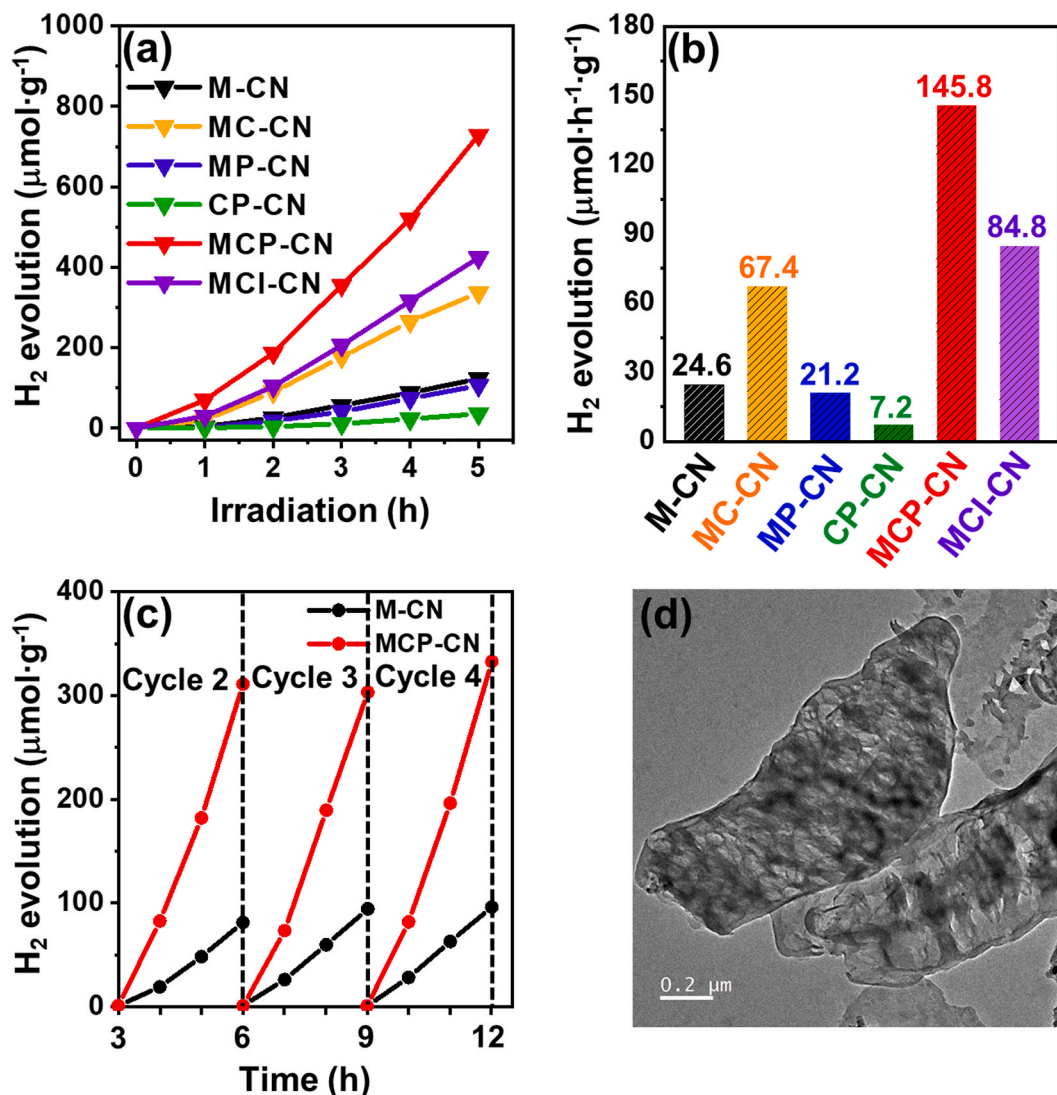 (a)
1000
800
600
400
200
0
H₂ evolution (μmol·g⁻¹)
M-CN
MC-CN
MP-CN
CP-CN
MCP-CN
MCI-CN
0 1 2 3 4 5
Irradiation (h)
(b)
180
150
120
90
60
30
0
H₂ evolution (μmol·h⁻¹·g⁻¹)
24.6
67.4
21.2
7.2
145.8
84.8
M-CN
MC-CN
MP-CN
CP-CN
MCP-CN
MCI-CN
(c)
400
300
200
100
0
H₂ evolution (μmol·g⁻¹)
M-CN
MCP-CN
Cycle 2 Cycle 3 Cycle 4
3 6 9 12
Time (h)
(d)
0.2 μm